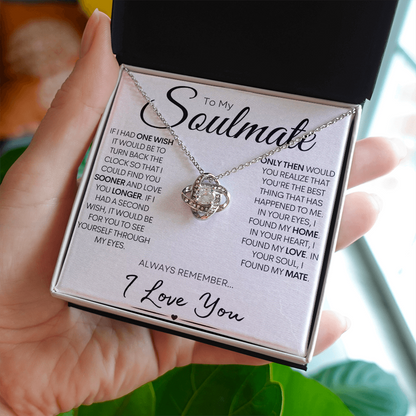 To My
Soulmate
IF I HAD ONE WISH
IT WOULD BE TO
TURN BACK THE
CLOCK SO THAT I
COULD FIND YOU
SOONER AND LOVE
YOU LONGER. IF I
HAD A SECOND
WISH, IT WOULD BE
FOR YOU TO SEE
YOURSELF THROUGH
MY EYES.
ONLY THEN WOULD
YOU REALIZE THAT
YOU'RE THE BEST
THING THAT HAS
HAPPENED TO ME.
IN YOUR EYES, I
FOUND MY HOME.
IN YOUR HEART, I
FOUND MY LOVE. IN
YOUR SOUL, I
FOUND MY MATE.
ALWAYS REMEMBER...
I Love You